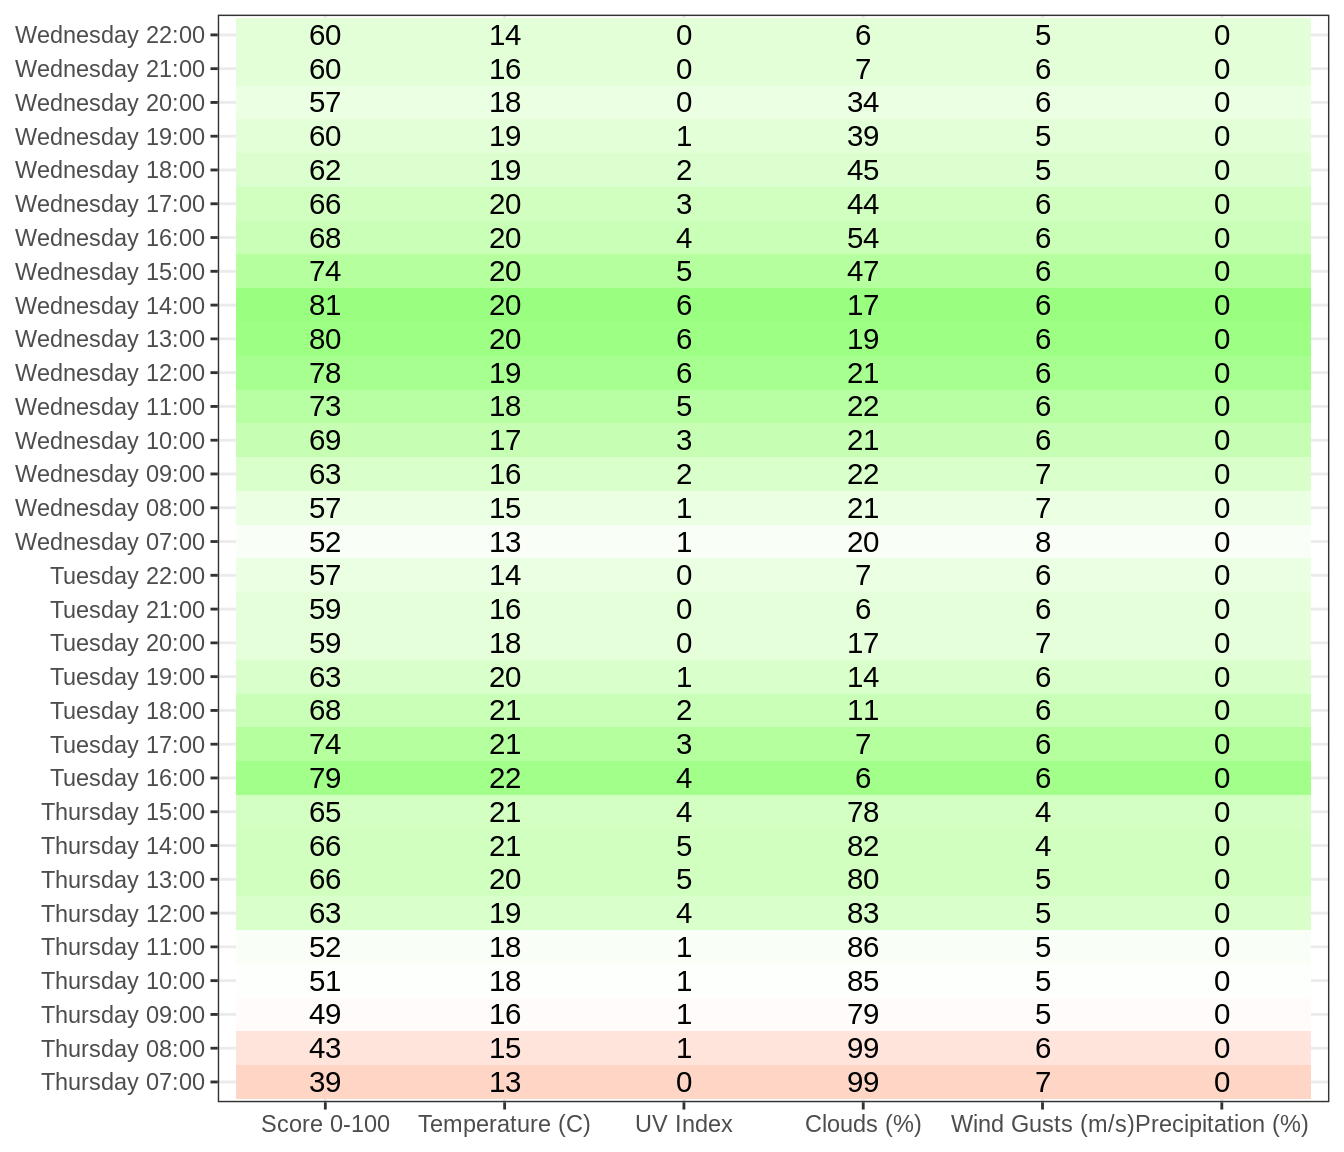 Wednesday 22:00 60 14 0 6 5 0
Wednesday 21:00 60 16 0 7 6 0
Wednesday 20:00 57 18 0 34 6 0
Wednesday 19:00 60 19 1 39 5 0
Wednesday 18:00 62 19 2 45 5 0
Wednesday 17:00 66 20 3 44 6 0
Wednesday 16:00 68 20 4 54 6 0
Wednesday 15:00 74 20 5 47 6 0
Wednesday 14:00 81 20 6 17 6 0
Wednesday 13:00 80 20 6 19 6 0
Wednesday 12:00 78 19 6 21 6 0
Wednesday 11:00 73 18 5 22 6 0
Wednesday 10:00 69 17 3 21 6 0
Wednesday 09:00 63 16 2 22 7 0
Wednesday 08:00 57 15 1 21 7 0
Wednesday 07:00 52 13 1 20 8 0
Tuesday 22:00 57 14 0 7 6 0
Tuesday 21:00 59 16 0 6 6 0
Tuesday 20:00 59 18 0 17 7 0
Tuesday 19:00 63 20 1 14 6 0
Tuesday 18:00 68 21 2 11 6 0
Tuesday 17:00 74 21 3 7 6 0
Tuesday 16:00 79 22 4 6 6 0
Thursday 15:00 65 21 4 78 4 0
Thursday 14:00 66 21 5 82 4 0
Thursday 13:00 66 20 5 80 5 0
Thursday 12:00 63 19 4 83 5 0
Thursday 11:00 52 18 1 86 5 0
Thursday 10:00 51 18 1 85 5 0
Thursday 09:00 49 16 1 79 5 0
Thursday 08:00 43 15 1 99 6 0
Thursday 07:00 39 13 0 99 7 0
Score 0-100 Temperature (C) UV Index Clouds (%) Wind Gusts (m/s) Precipitation (%)